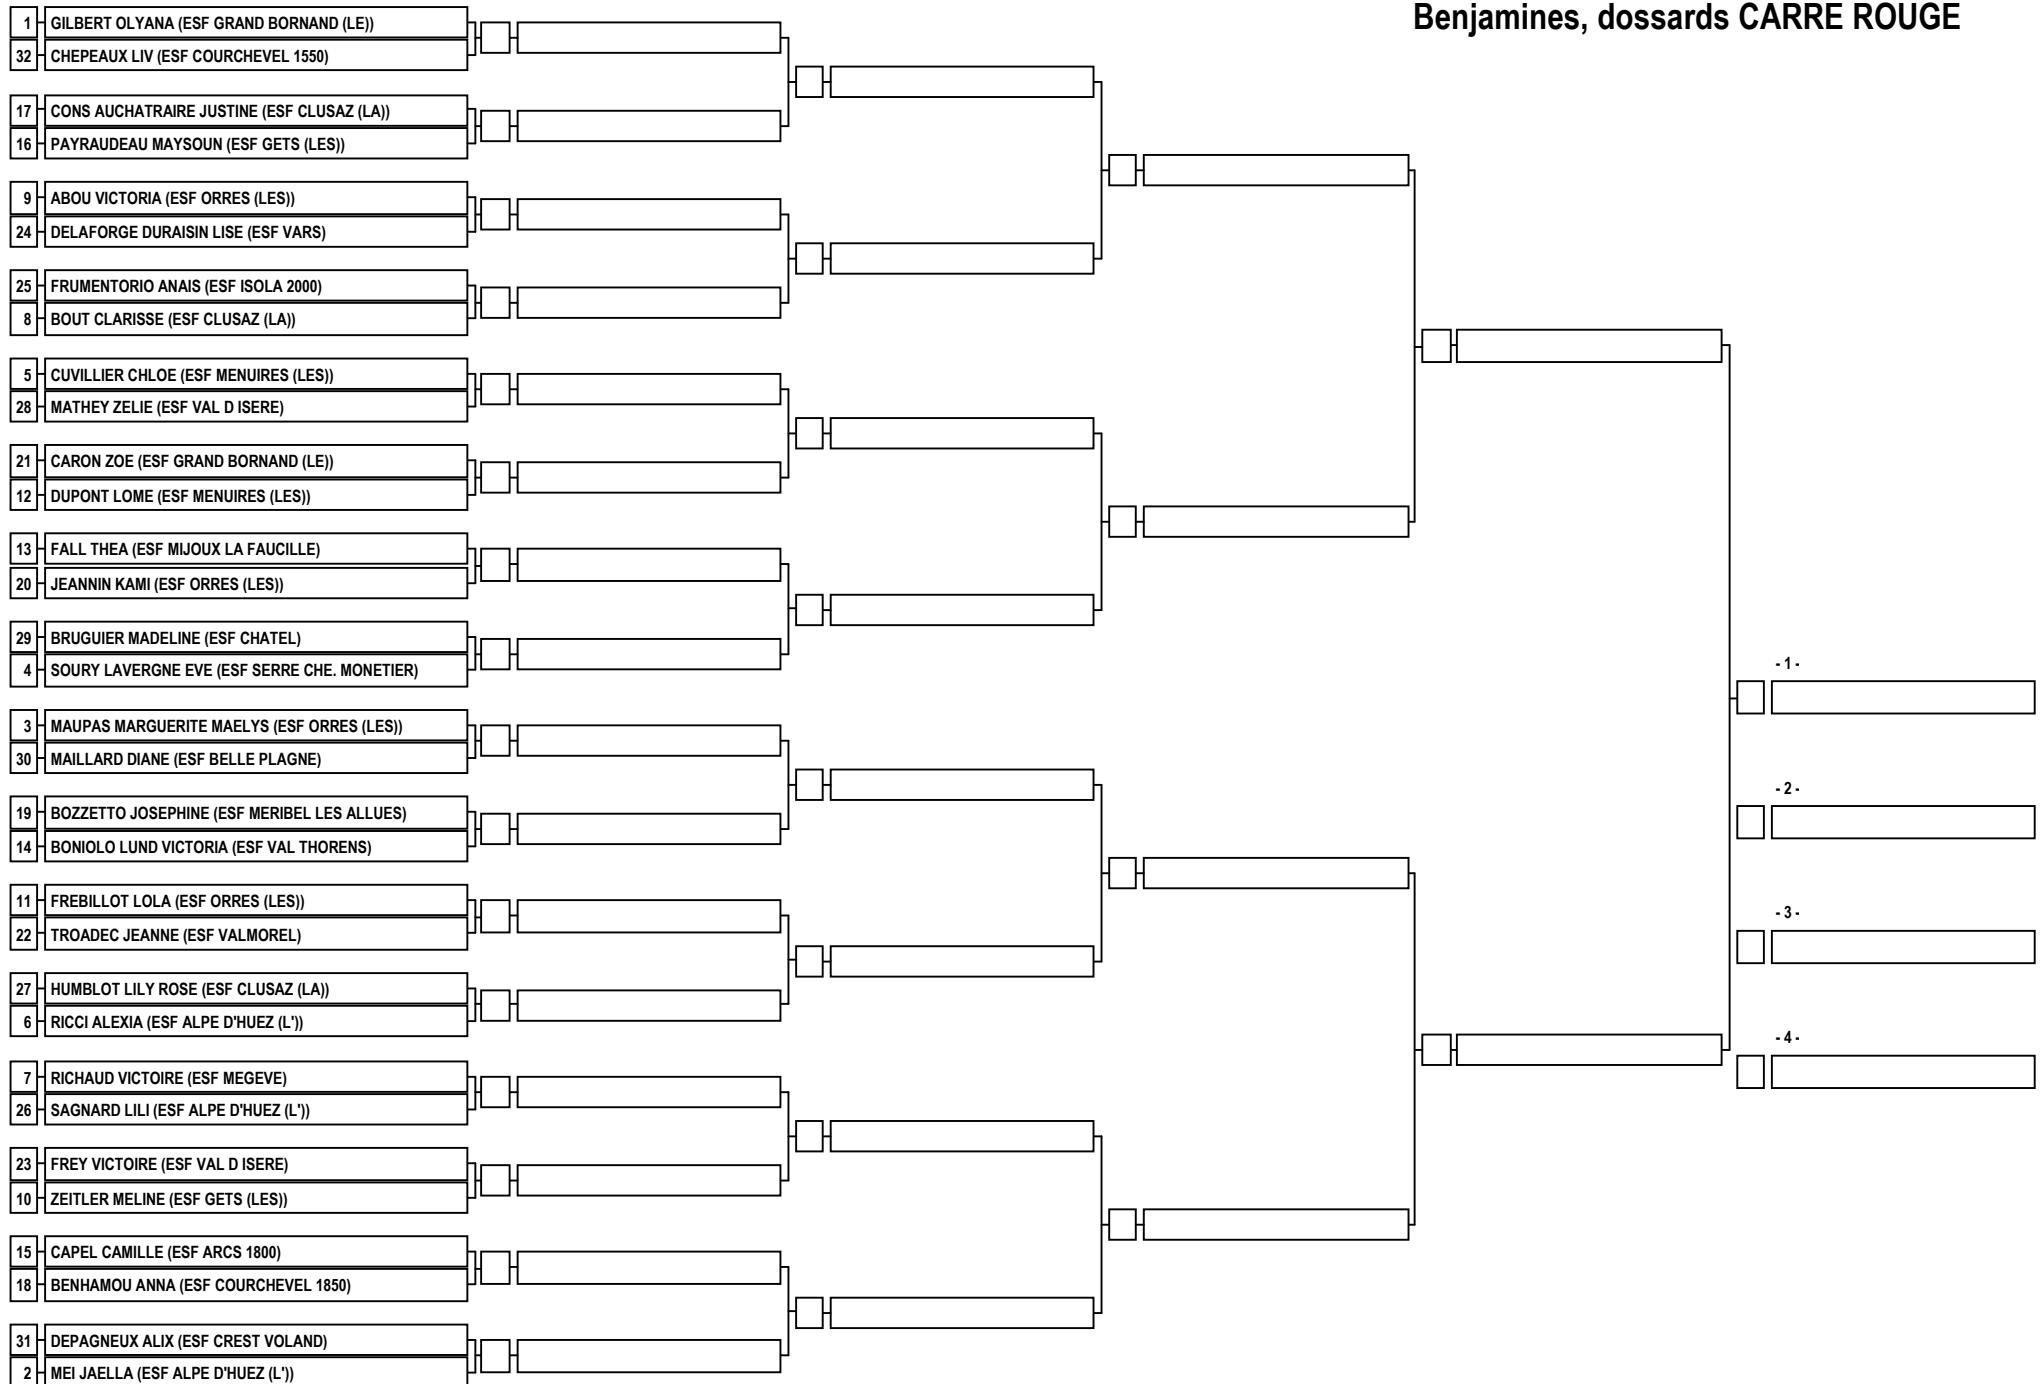 Benjamines, dossards CARRE ROUGE
1 GILBERT OLYANA (ESF GRAND BORNAND (LE))
32 CHEPEAUX LIV (ESF COURCHEVEL 1550)
17 CONS AUCHATRAIRE JUSTINE (ESF CLUSAZ (LA))
16 PAYRAUDEAU MAYSOUN (ESF GETS (LES))
9 ABOU VICTORIA (ESF ORRES (LES))
24 DELAFORGE DURAISIN LISE (ESF VARS)
25 FRUMENTORIO ANAIS (ESF ISOLA 2000)
8 BOUT CLARISSE (ESF CLUSAZ (LA))
5 CUVILLIER CHLOE (ESF MENUIRES (LES))
28 MATHEY ZELIE (ESF VAL D ISERE)
21 CARON ZOE (ESF GRAND BORNAND (LE))
12 DUPONT LOME (ESF MENUIRES (LES))
13 FALL THEA (ESF MIJOUX LA FAUCILLE)
20 JEANNIN KAMI (ESF ORRES (LES))
29 BRUGUIER MADELINE (ESF CHATEL)
4 SOURY LAVERGNE EVE (ESF SERRE CHE. MONETIER)
3 MAUPAS MARGUERITE MAELYS (ESF ORRES (LES))
30 MAILLARD DIANE (ESF BELLE PLAGNE)
19 BOZZETTO JOSEPHINE (ESF MERIBEL LES ALLUES)
14 BONIOLO LUND VICTORIA (ESF VAL THORENS)
11 FREBILLOT LOLA (ESF ORRES (LES))
22 TROADEC JEANNE (ESF VALMOREL)
27 HUMBLOT LILY ROSE (ESF CLUSAZ (LA))
6 RICCI ALEXIA (ESF ALPE D'HUEZ (L'))
7 RICHAUD VICTOIRE (ESF MEGEVE)
26 SAGNARD LILI (ESF ALPE D'HUEZ (L'))
23 FREY VICTOIRE (ESF VAL D ISERE)
10 ZEITLER MELINE (ESF GETS (LES))
15 CAPEL CAMILLE (ESF ARCS 1800)
18 BENHAMOU ANNA (ESF COURCHEVEL 1850)
31 DEPAGNEUX ALIX (ESF CREST VOLAND)
2 MEI JAELLA (ESF ALPE D'HUEZ (L'))
- 1 -
- 2 -
- 3 -
- 4 -